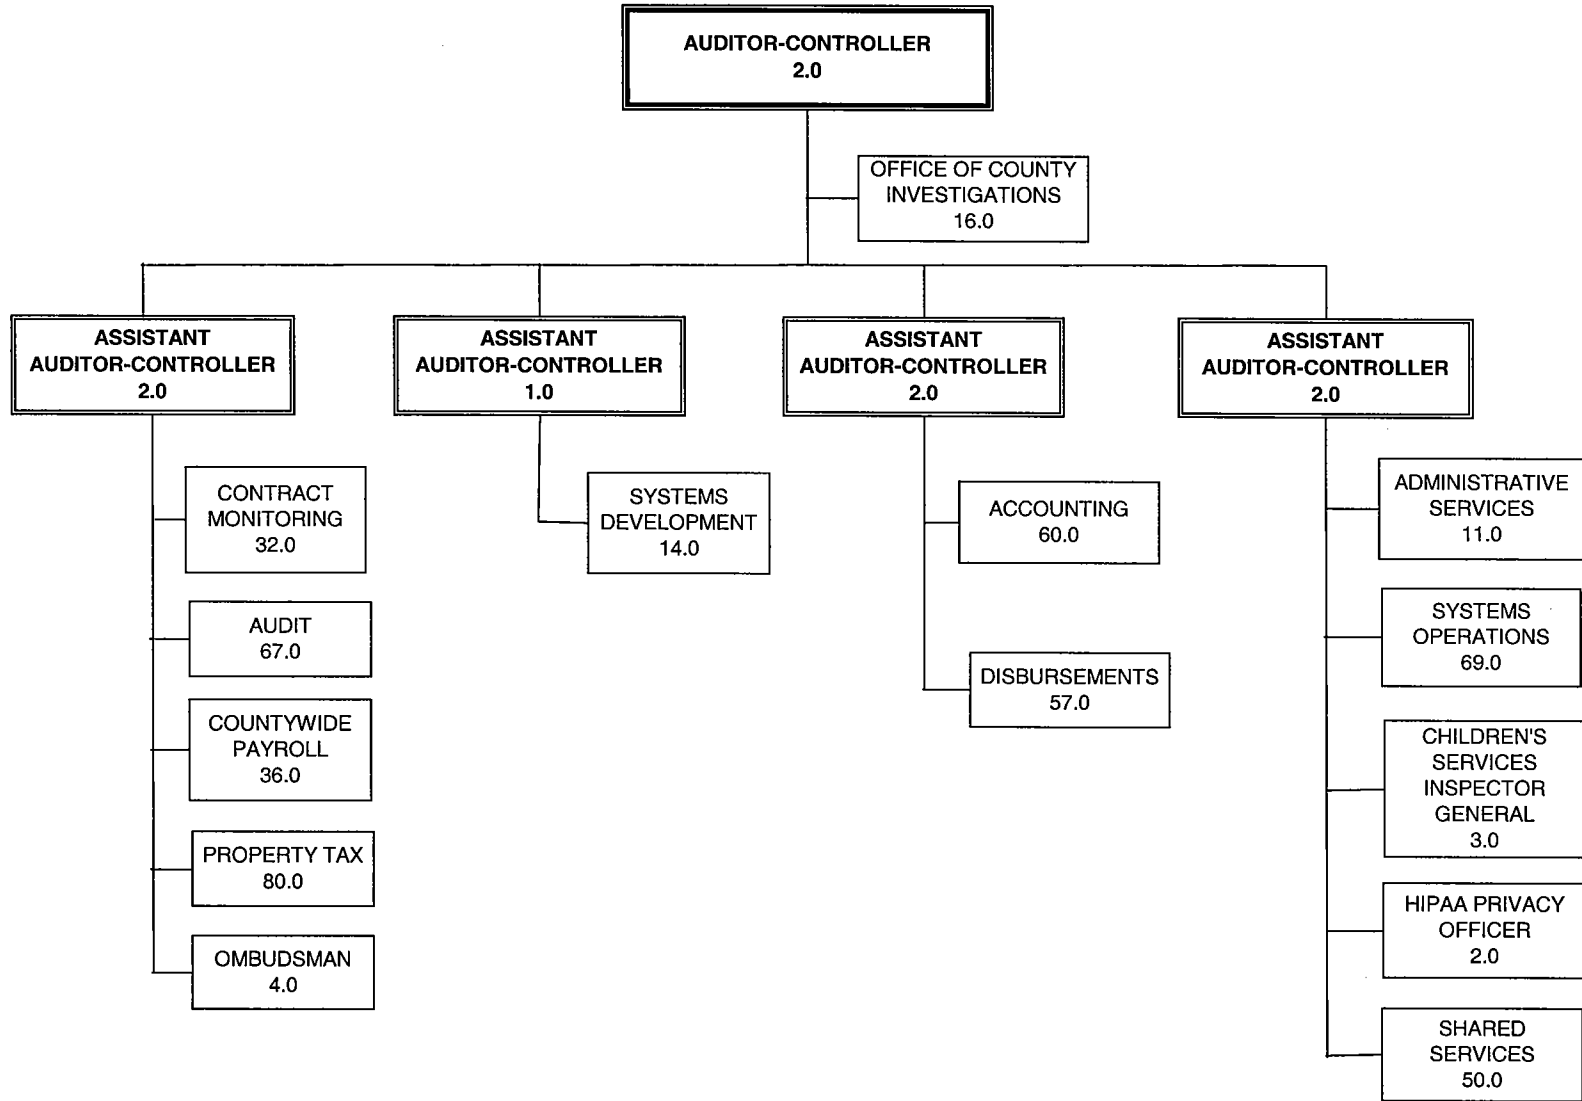 AUDITOR-CONTROLLER
2.0
OFFICE OF COUNTY
INVESTIGATIONS
16.0
ASSISTANT
AUDITOR-CONTROLLER
2.0
ASSISTANT
AUDITOR-CONTROLLER
1.0
ASSISTANT
AUDITOR-CONTROLLER
2.0
ASSISTANT
AUDITOR-CONTROLLER
2.0
CONTRACT
MONITORING
32.0
AUDIT
67.0
COUNTYWIDE
PAYROLL
36.0
PROPERTY TAX
80.0
OMBUDSMAN
4.0
SYSTEMS
DEVELOPMENT
14.0
ACCOUNTING
60.0
DISBURSEMENTS
57.0
ADMINISTRATIVE
SERVICES
11.0
SYSTEMS
OPERATIONS
69.0
CHILDREN'S
SERVICES
INSPECTOR
GENERAL
3.0
HIPAA PRIVACY
OFFICER
2.0
SHARED
SERVICES
50.0